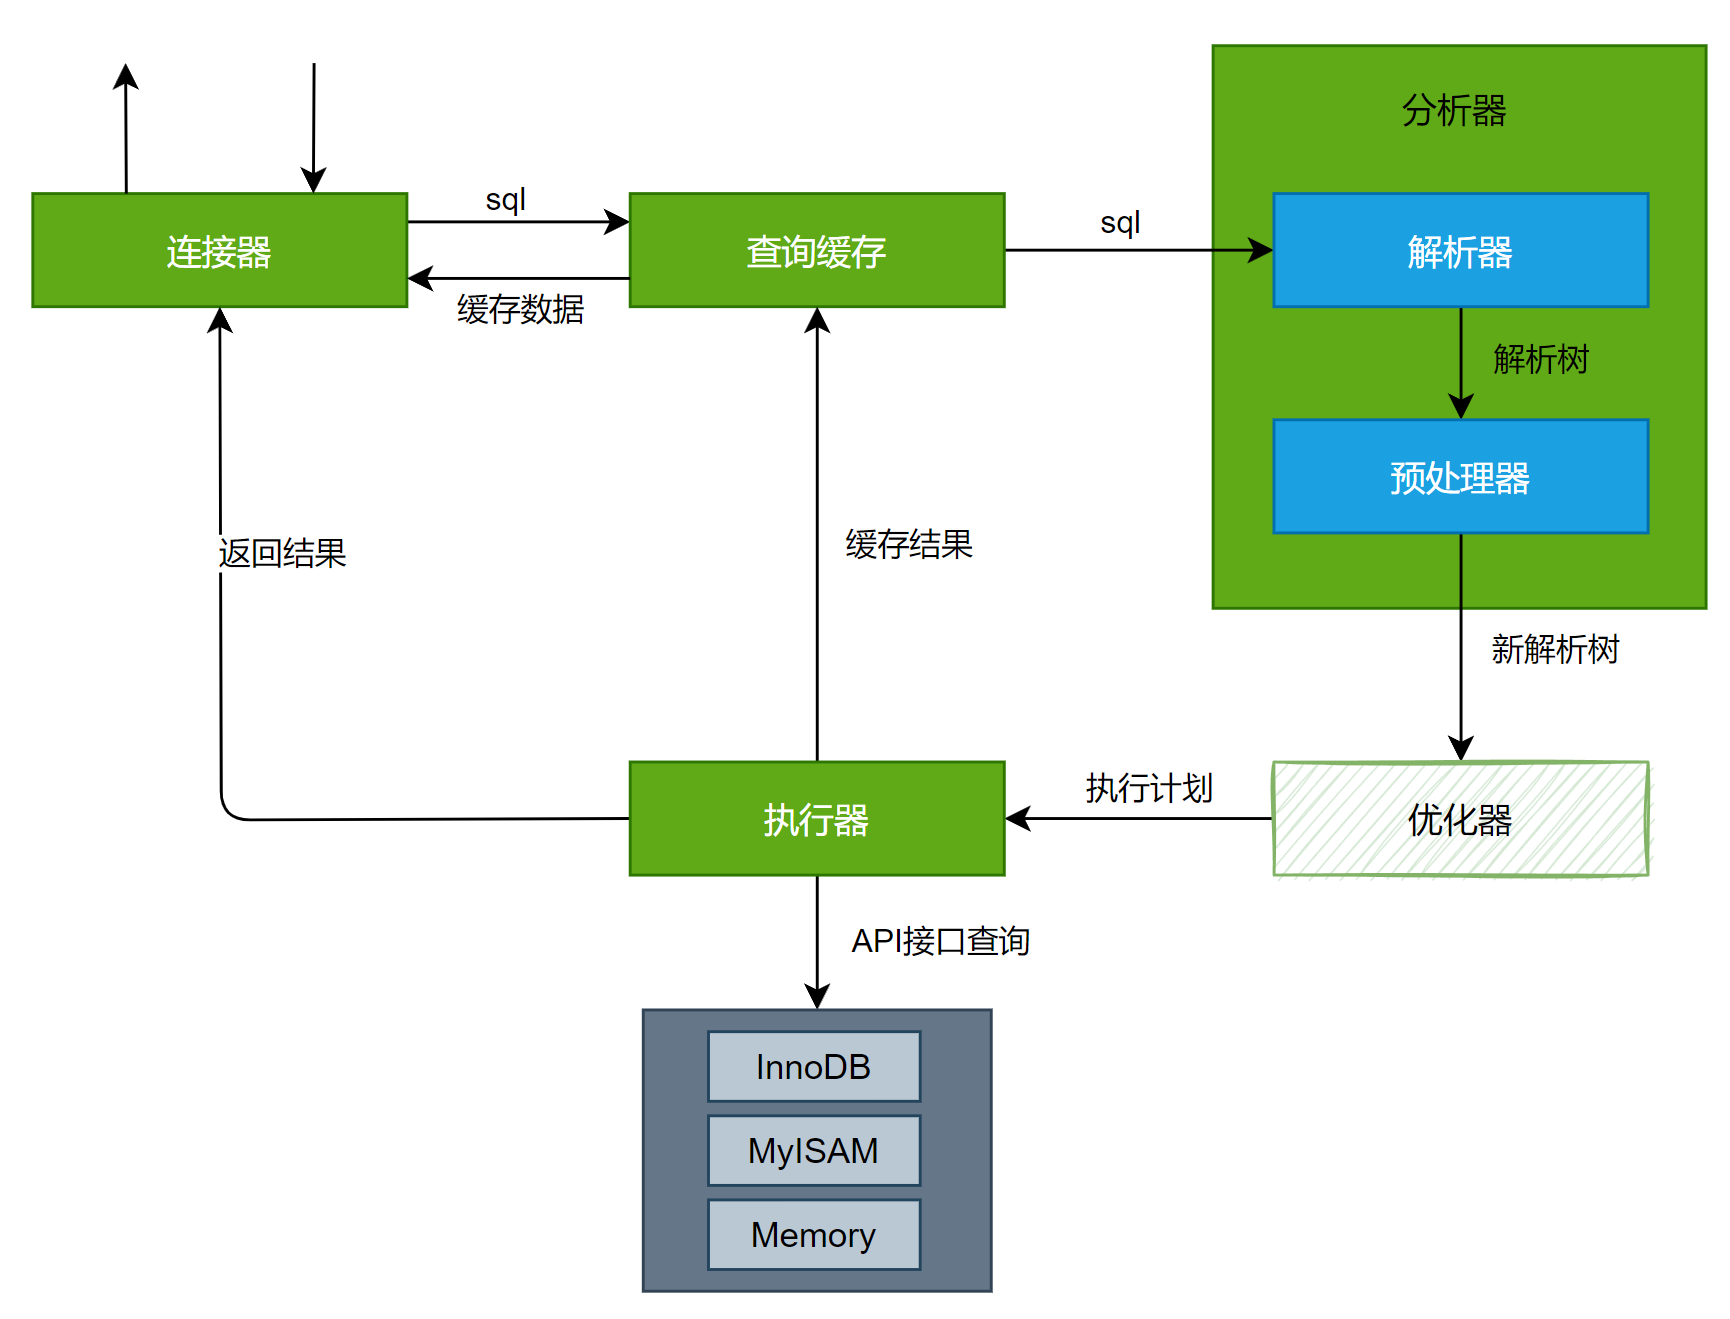 分析器
sql
连接器
查询缓存
sql
解析器
缓存数据
解析树
预处理器
返回结果
缓存结果
新解析树
执行计划
执行器
优化器
API接口查询
InnoDB
MyISAM
Memory